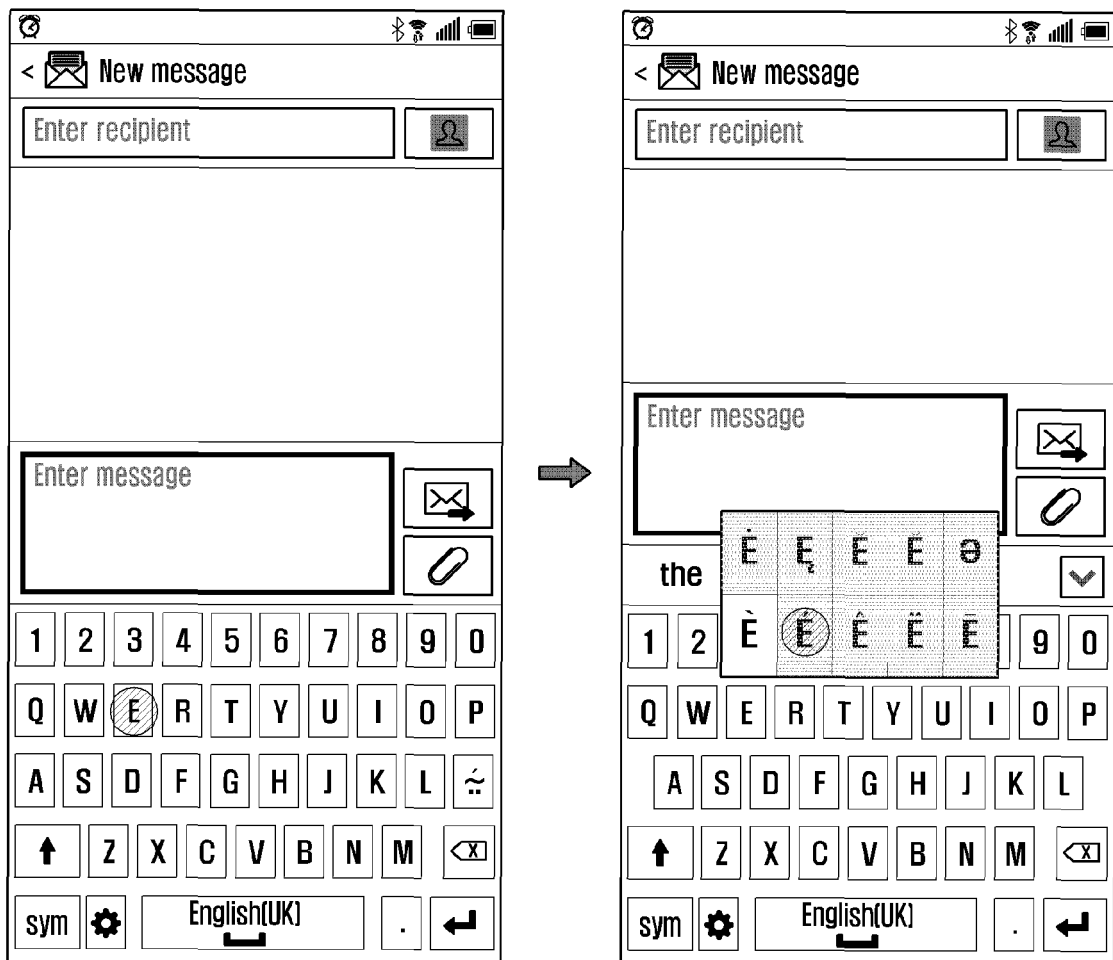 < New message
Enter recipient
Enter message
1 2 3 4 5 6 7 8 9 0
Q W E R T Y U I O P
A S D F G H J K L
Z X C V B N M X
sym English(UK) .
< New message
Enter recipient
Enter message
the
Ė Ę ə
È É Ê Ë Ē
1 2 9 0
Q W E R T Y U I O P
A S D F G H J K L
Z X C V B N M X
sym English(UK) .